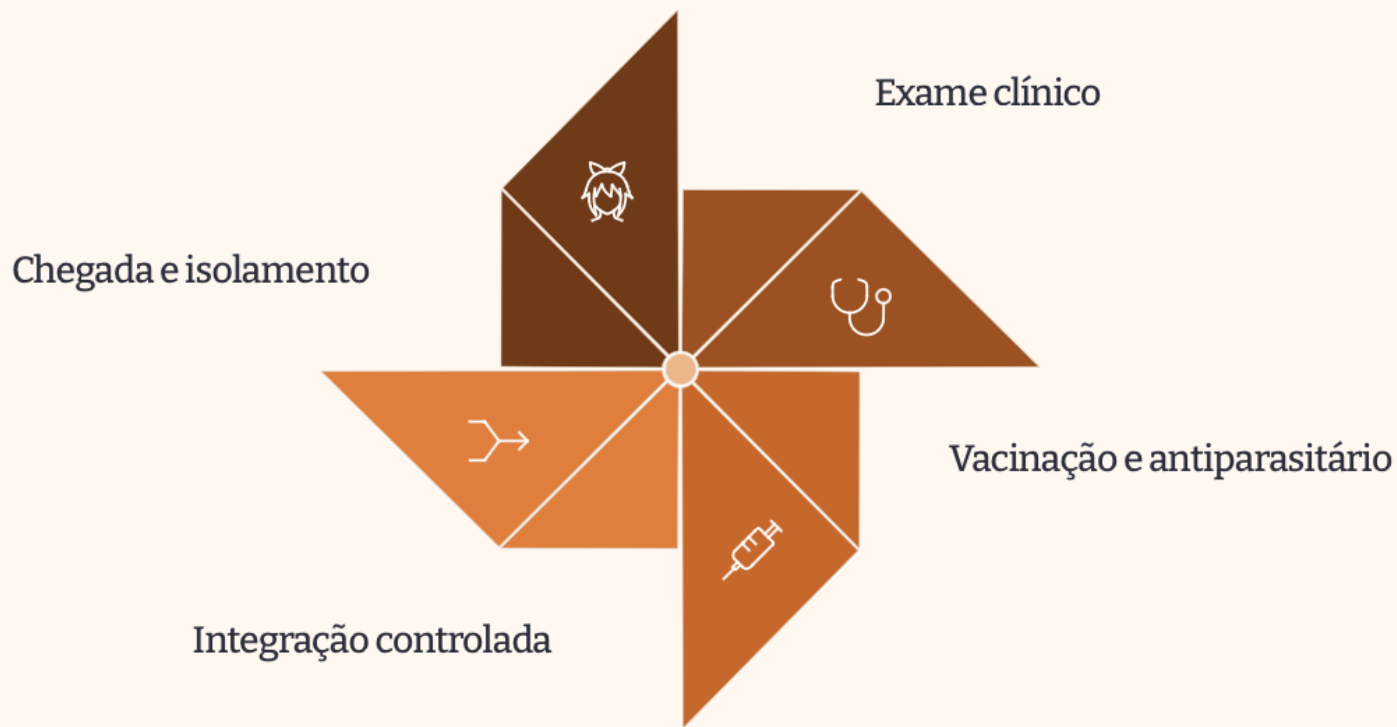 Exame clínico
Chegada e isolamento
Vacinação e antiparasitário
Integração controlada